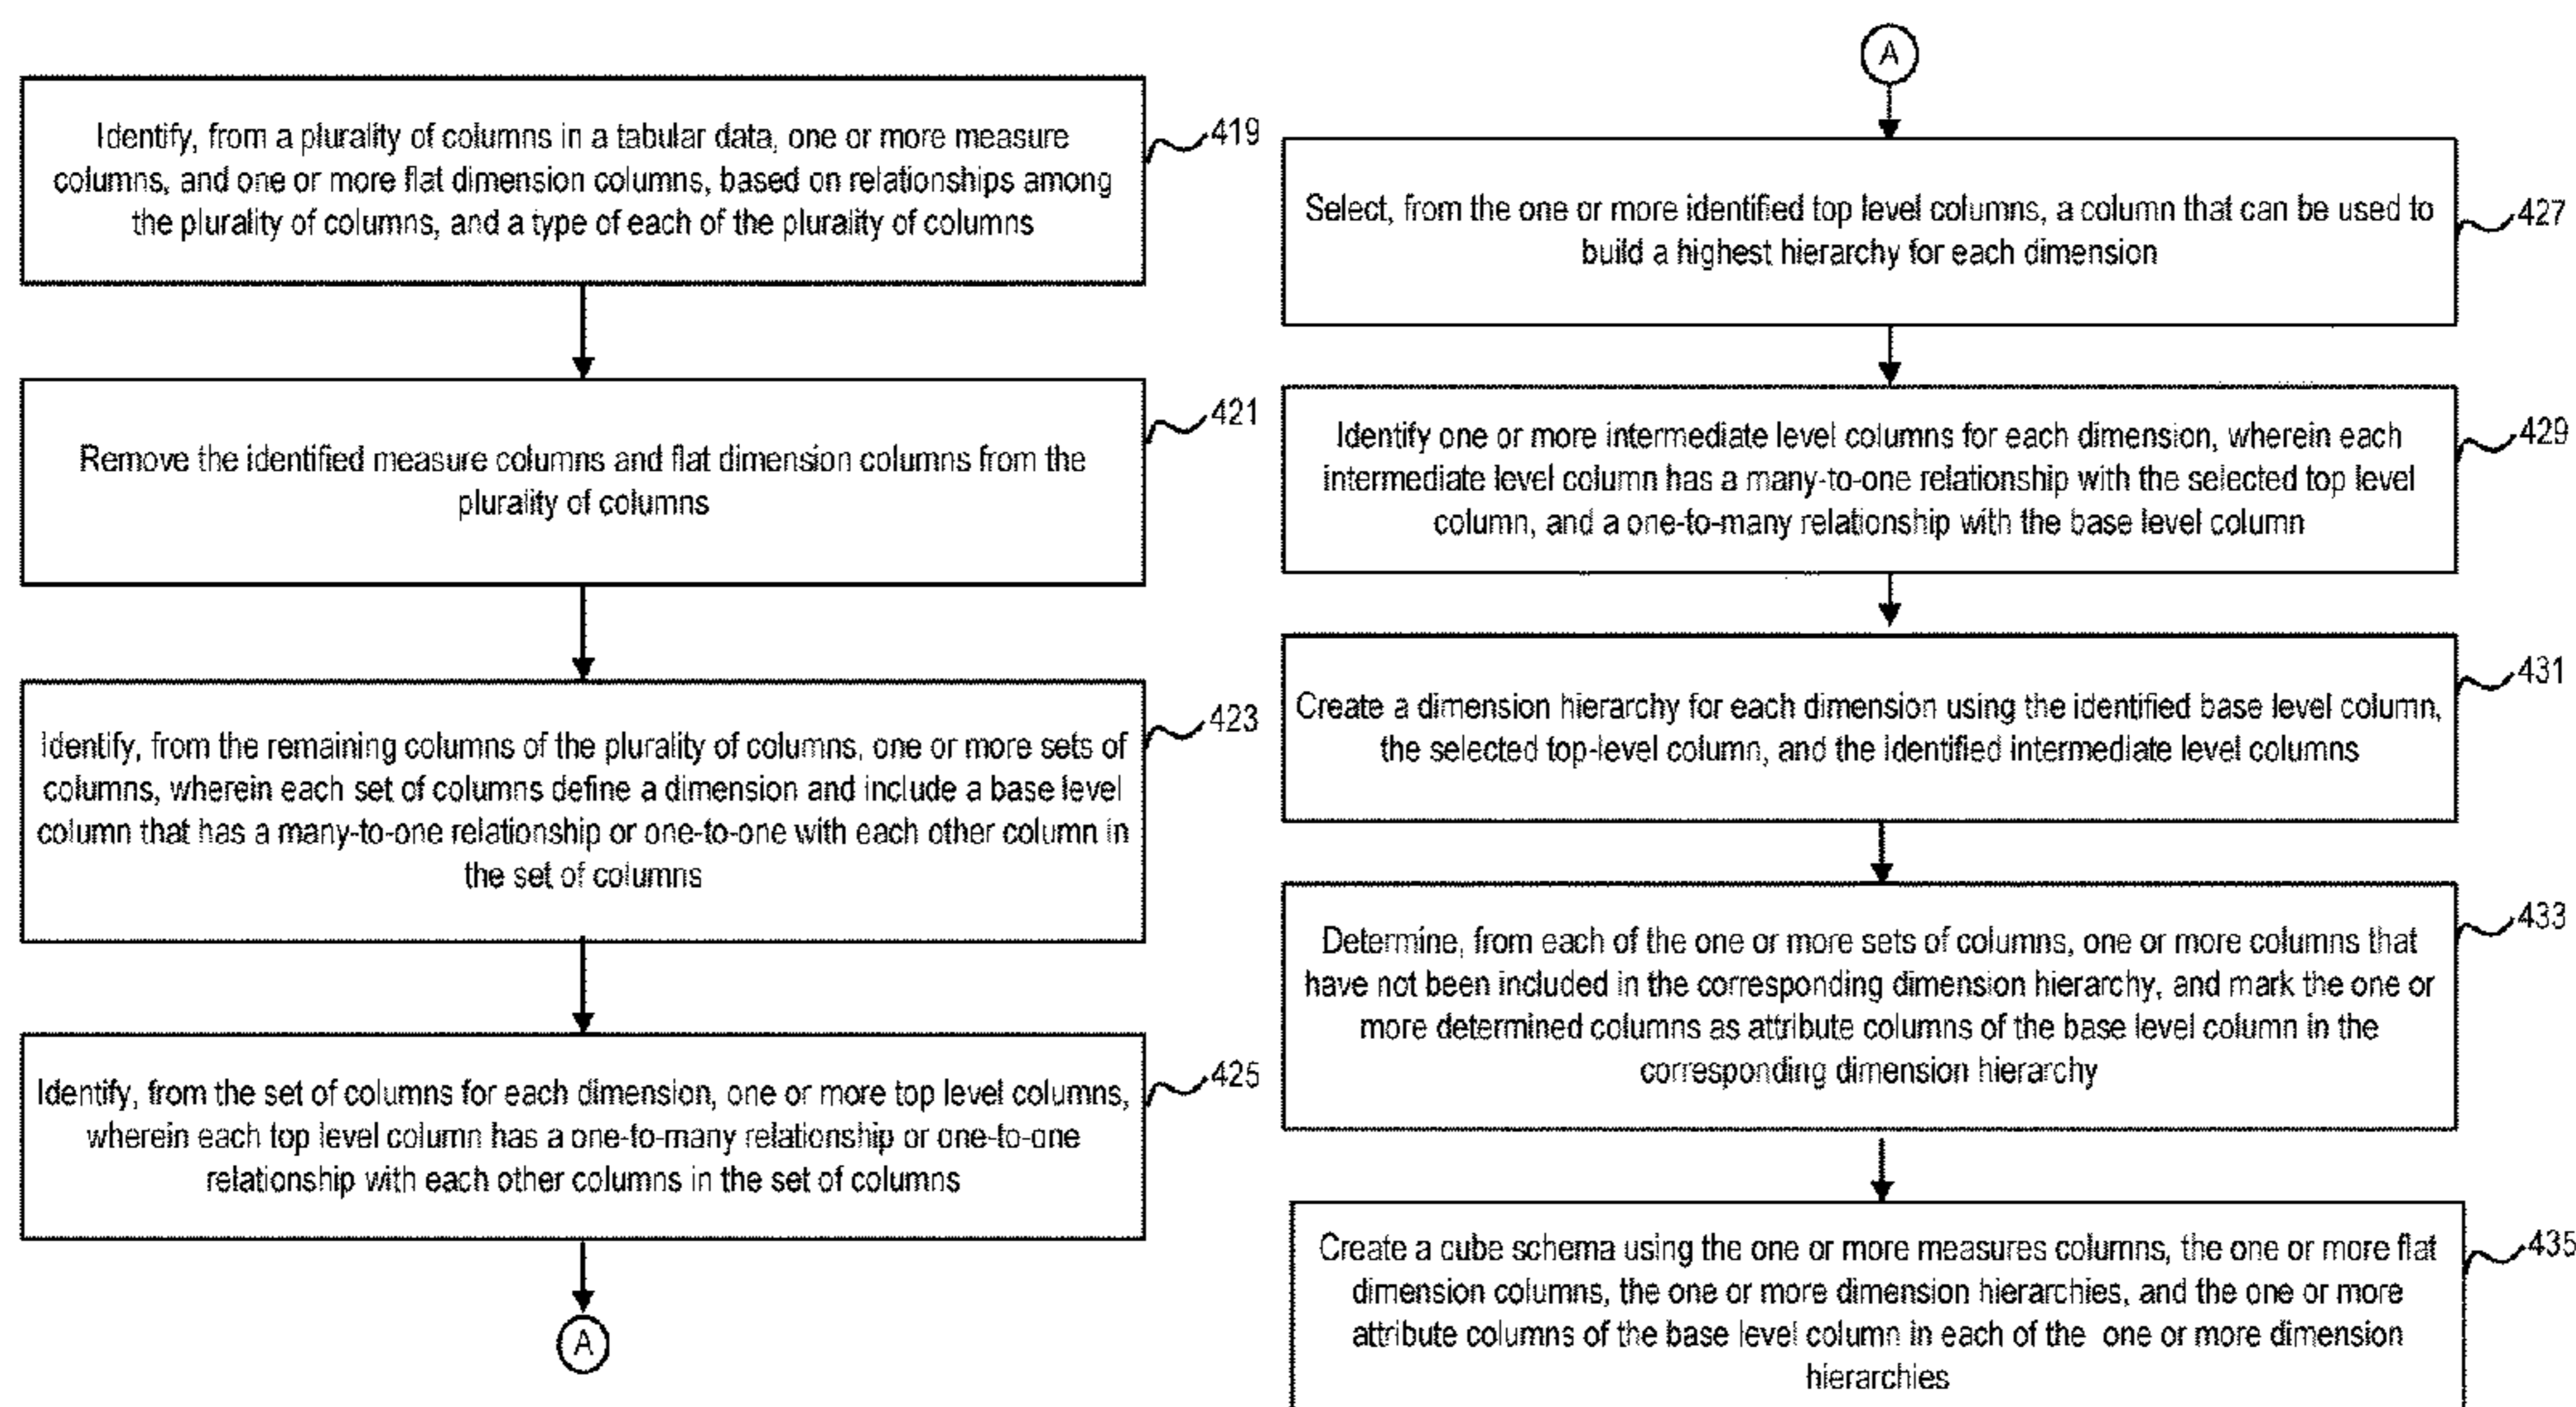 Identify, from a plurality of columns in a tabular data, one or more measure
columns, and one or more flat dimension columns, based on relationships among
the plurality of columns, and a type of each of the plurality of columns
419
Remove the identified measure columns and flat dimension columns from the
plurality of columns
421
Identify, from the remaining columns of the plurality of columns, one or more sets of
columns, wherein each set of columns define a dimension and include a base level
column that has a many-to-one relationship or one-to-one with each other column in
the set of columns
423
Identify, from the set of columns for each dimension, one or more top level columns,
wherein each top level column has a one-to-many relationship or one-to-one
relationship with each other columns in the set of columns
425
A
A
Select, from the one or more identified top level columns, a column that can be used to
build a highest hierarchy for each dimension
427
Identify one or more intermediate level columns for each dimension, wherein each
intermediate level column has a many-to-one relationship with the selected top level
column, and a one-to-many relationship with the base level column
429
Create a dimension hierarchy for each dimension using the identified base level column,
the selected top-level column, and the identified intermediate level columns
431
Determine, from each of the one or more sets of columns, one or more columns that
have not been included in the corresponding dimension hierarchy, and mark the one or
more determined columns as attribute columns of the base level column in the
corresponding dimension hierarchy
433
Create a cube schema using the one or more measures columns, the one or more flat
dimension columns, the one or more dimension hierarchies, and the one or more
attribute columns of the base level column in each of the one or more dimension
hierarchies
435